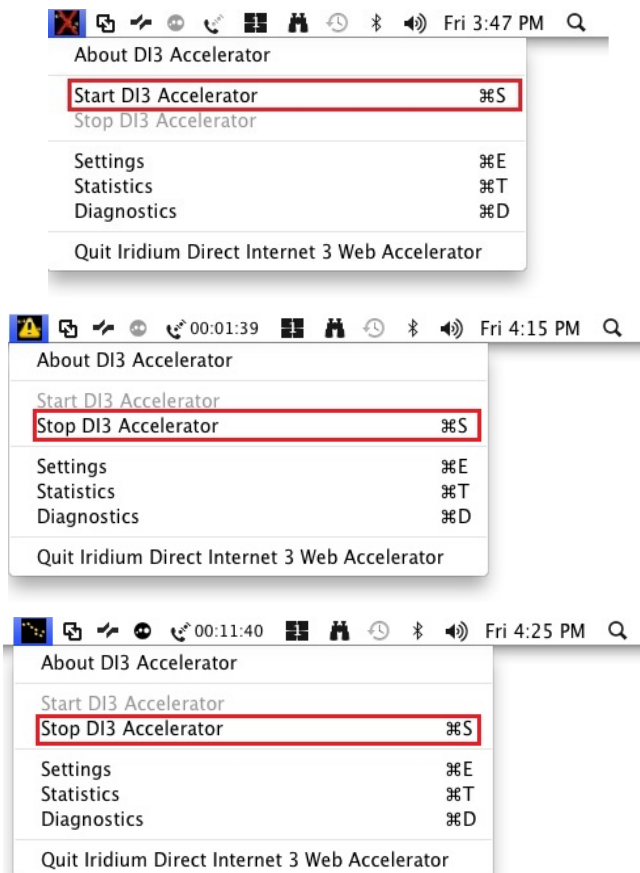 Fri 3:47 PM
About DI3 Accelerator
Start DI3 Accelerator ⌘S
Stop DI3 Accelerator
Settings ⌘E
Statistics ⌘T
Diagnostics ⌘D
Quit Iridium Direct Internet 3 Web Accelerator
00:01:39 Fri 4:15 PM
About DI3 Accelerator
Start DI3 Accelerator
Stop DI3 Accelerator ⌘S
Settings ⌘E
Statistics ⌘T
Diagnostics ⌘D
Quit Iridium Direct Internet 3 Web Accelerator
00:11:40 Fri 4:25 PM
About DI3 Accelerator
Start DI3 Accelerator
Stop DI3 Accelerator ⌘S
Settings ⌘E
Statistics ⌘T
Diagnostics ⌘D
Quit Iridium Direct Internet 3 Web Accelerator